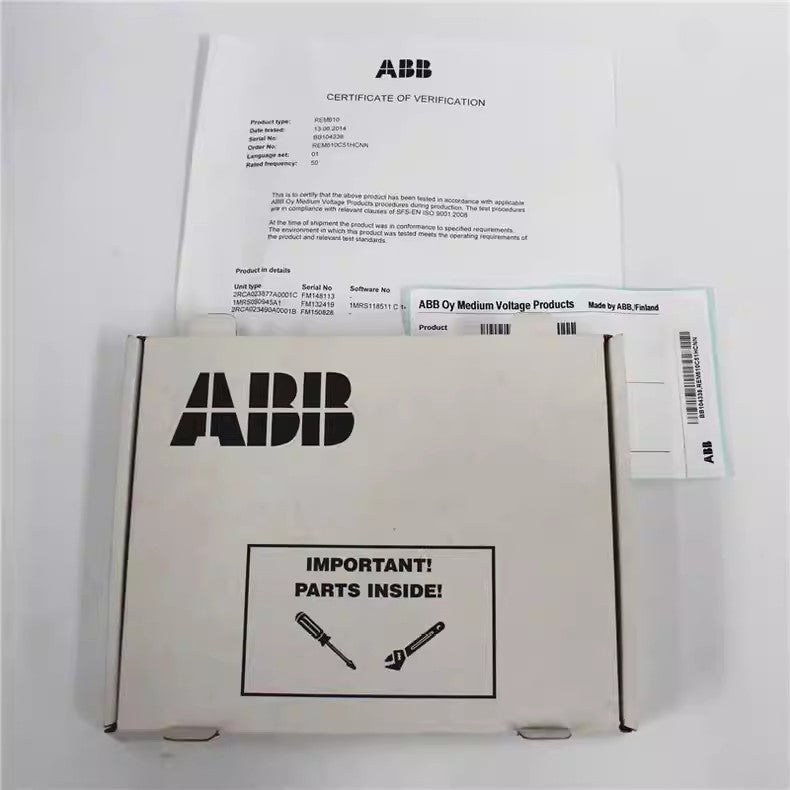 ABB
CERTIFICATE OF VERIFICATION
Product type: REM610
Date tested: 13.06.2014
Serial No: BB104338
Order No: REM610C51HCNN
Language set: 01
Rated frequency: 50
This is to certify that the above product has been tested in accordance with applicable
ABB Oy Medium Voltage Products procedures during production. The test procedures
are in compliance with relevant clauses of SFS-EN ISO 9001:2008
At the time of shipment the product was in conformance to specified requirements.
The environment in which this product was tested meets the operating requirements of
the product and relevant test standards.
Product in details
Unit type Serial No Software No
2RCA023877A0001C FM148113 -
1MRS090945A1 FM132419 1MRS118511 C
2RCA023490A0001B FM150828 -
ABB Oy Medium Voltage Products Made by ABB, Finland
Product
BB104338,REM610C51HCNN
ABB
ABB
IMPORTANT!
PARTS INSIDE!